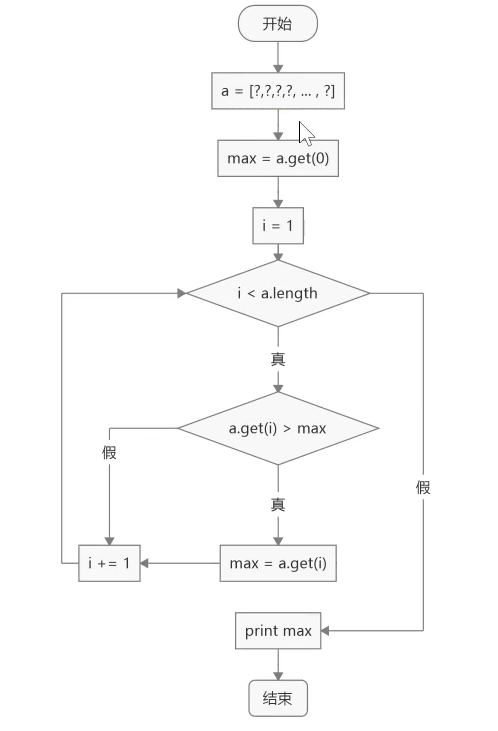 开始
a = [?,?,?,?, ... , ?]
max = a.get(0)
i = 1
i < a.length
真
a.get(i) > max
假
真
假
i += 1
max = a.get(i)
print max
结束